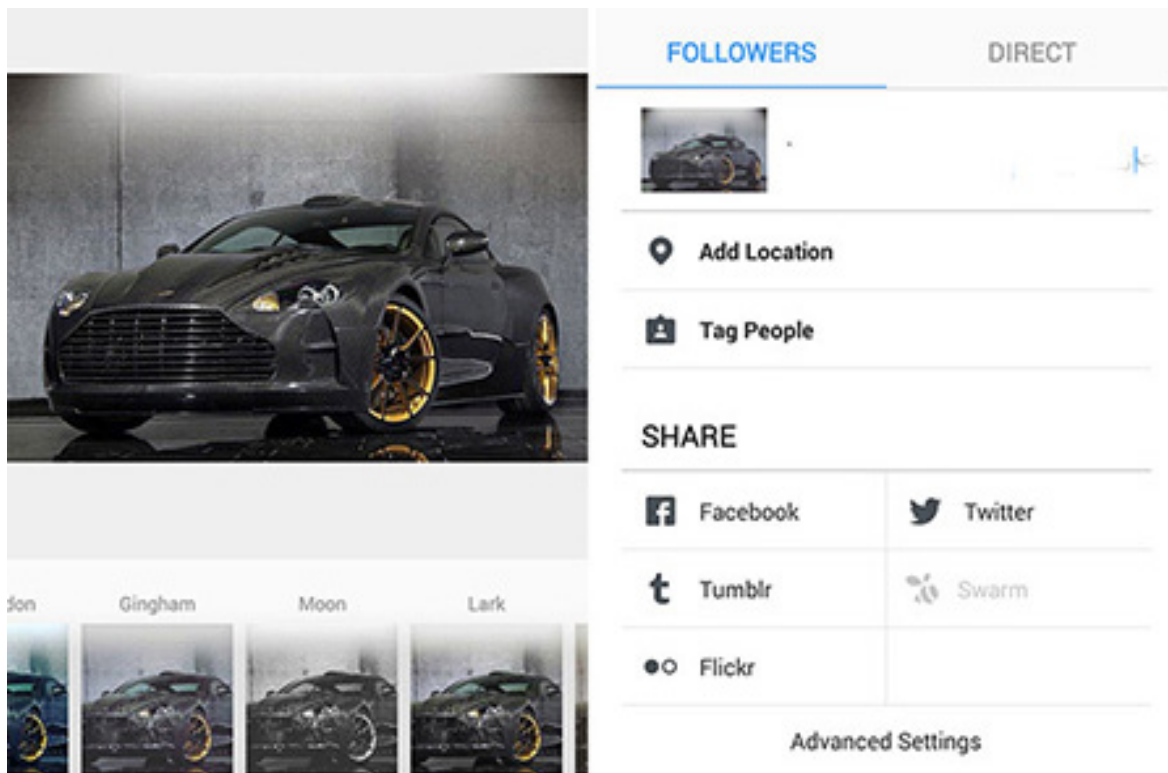 Gingham
Moon
Lark
FOLLOWERS
DIRECT
Add Location
Tag People
SHARE
Facebook
Twitter
Tumblr
Swarm
Flickr
Advanced Settings